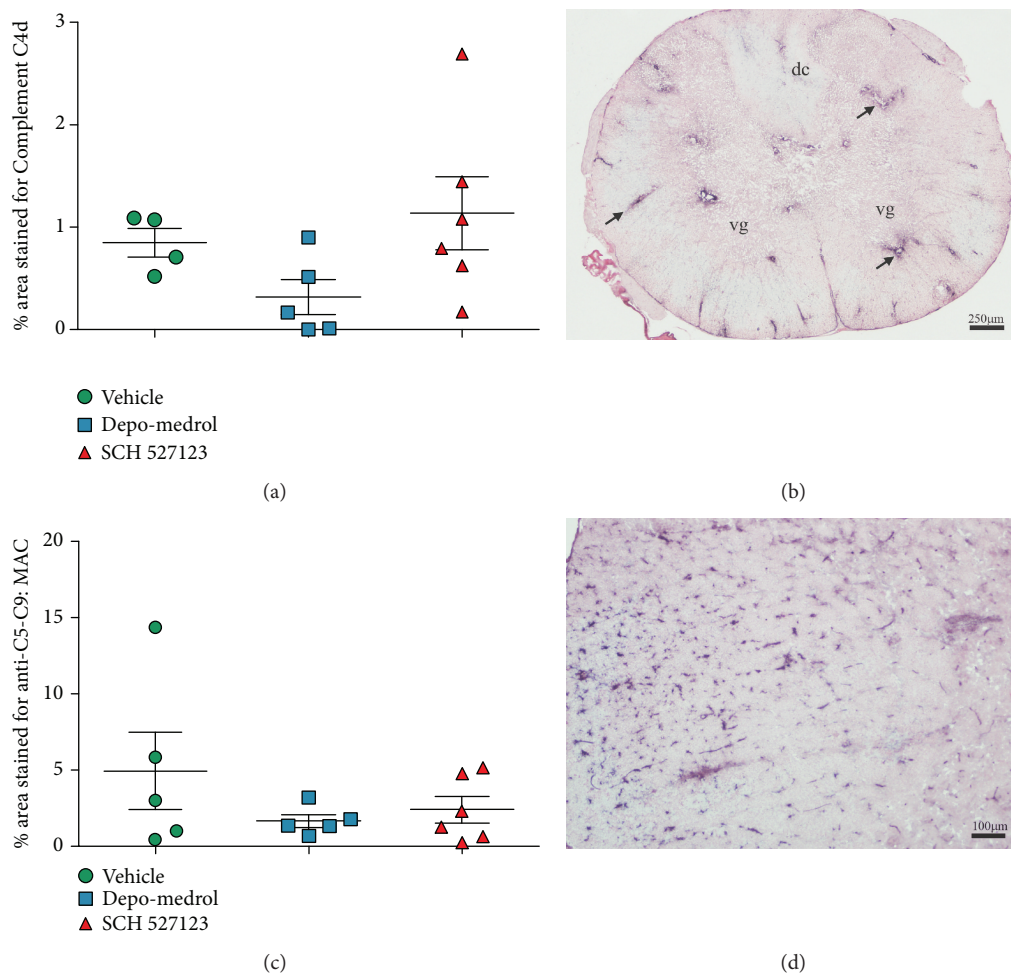 % area stained for Complement C4d
3
2
1
0
Vehicle
Depo-medrol
SCH 527123
(a)
dc
vg
vg
250μm
(b)
% area stained for anti-C5-C9: MAC
20
15
10
5
0
Vehicle
Depo-medrol
SCH 527123
(c)
100μm
(d)